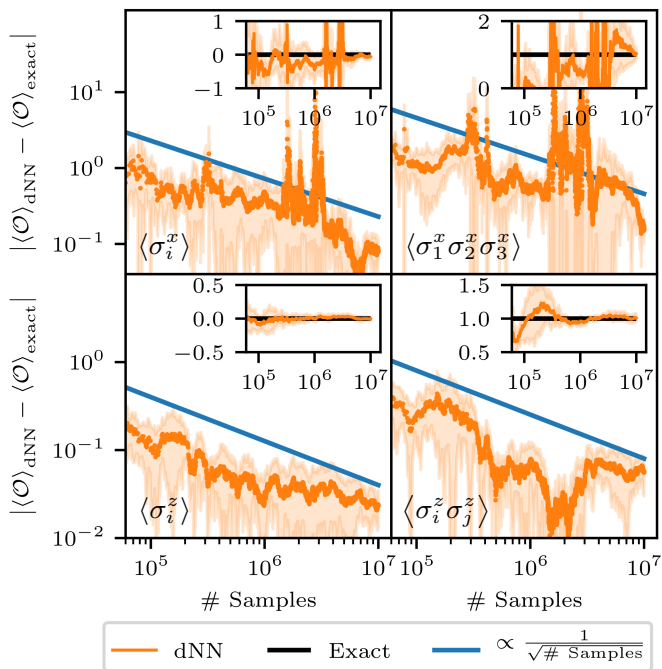 |⟨𝒪⟩dNN − ⟨𝒪⟩exact|
10¹
10⁰
10⁻¹
1
0
−1
10⁵ 10⁶ 10⁷
⟨σᵢˣ⟩
2
1
0
10⁵ 10⁶ 10⁷
⟨σ₁ˣσ₂ˣσ₃ˣ⟩
|⟨𝒪⟩dNN − ⟨𝒪⟩exact|
10⁰
10⁻¹
10⁻²
0.5
0.0
−0.5
10⁵ 10⁶ 10⁷
⟨σᵢᶻ⟩
1.5
1.0
0.5
10⁵ 10⁶ 10⁷
⟨σᵢᶻσⱼᶻ⟩
10⁵ 10⁶ 10⁷
10⁶ 10⁷
# Samples # Samples
dNN Exact ∝ 1/√# Samples